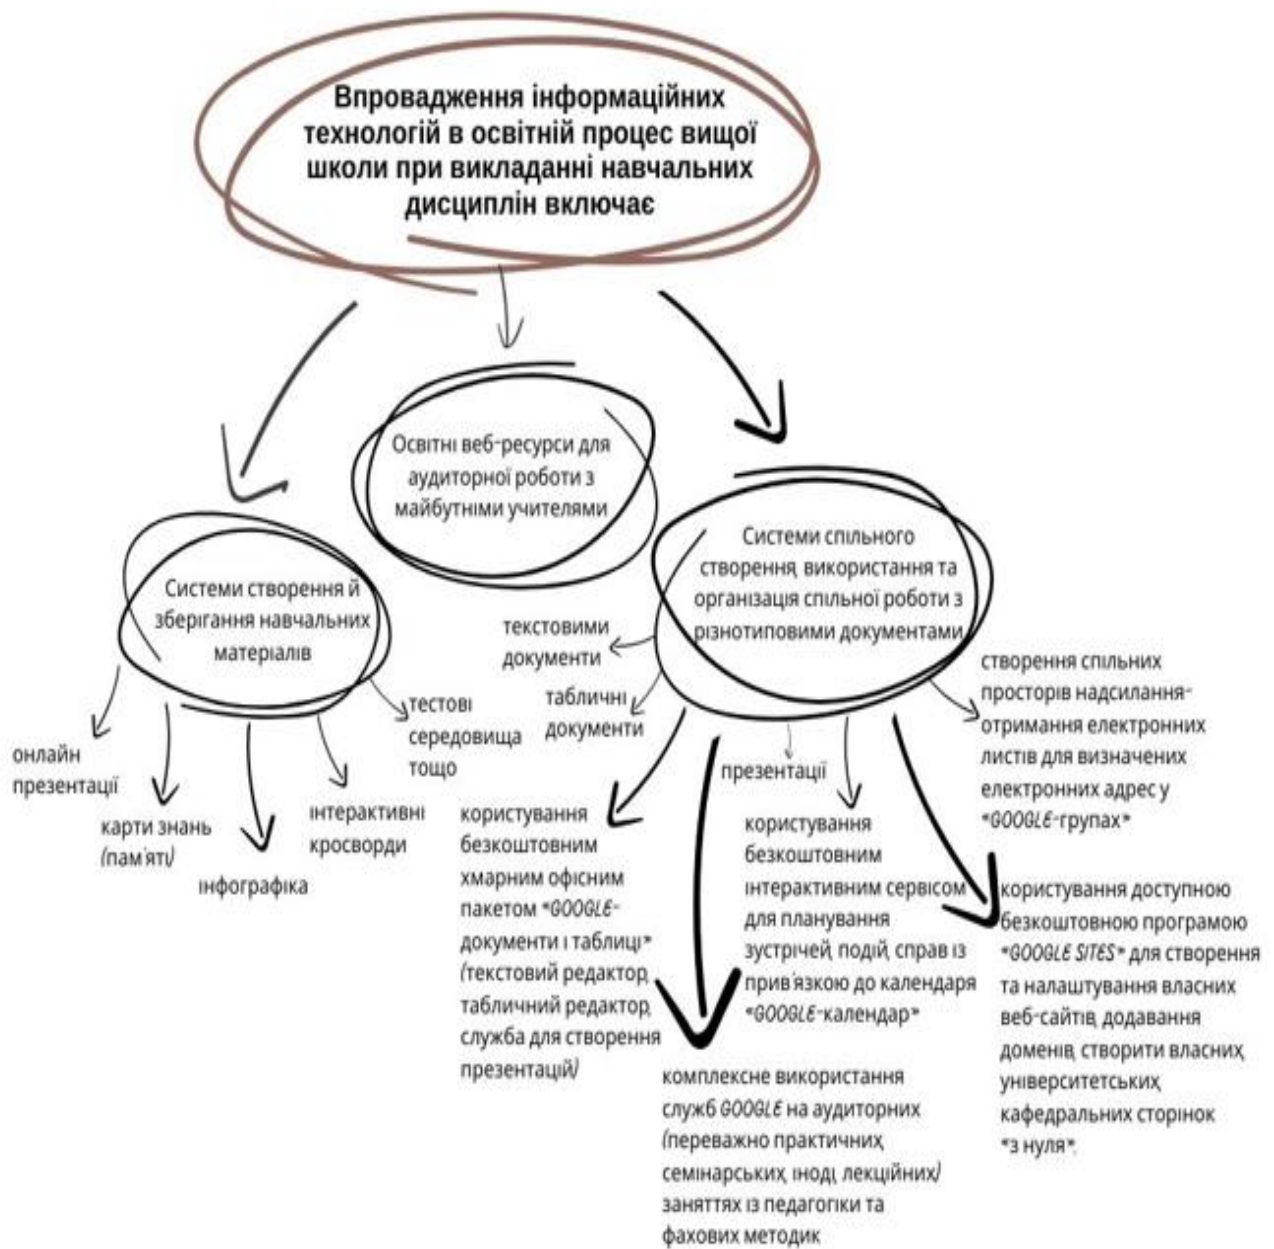 Впровадження інформаційних
технологій в освітній процес вищої
школи при викладанні навчальних
дисциплін включає
Освітні веб-ресурси для
аудиторної роботи з
майбутніми учителями
Системи створення й
зберігання навчальних
матеріалів
Системи спільного
створення, використання та
організація спільної роботи з
різнотиповими документами
онлайн
презентації
карти знань
(пам'яті)
інфографіка
інтерактивні
кросворди
тестові
середовища
тощо
текстовими
документи
табличні
документи
користування
безкоштовним
хмарним офісним
пакетом "GOOGLE-
документи і таблиці"
(текстовий редактор,
табличний редактор,
служба для створення
презентацій)
комплексне використання
служб GOOGLE на аудиторних
(переважно практичних,
семінарських, іноді, лекційних)
заняттях із педагогіки та
фахових методик
презентації
користування
безкоштовним
інтерактивним сервісом
для планування
зустрічей, подій, справ із
прив'язкою до календаря
"GOOGLE-календар"
користування доступною
безкоштовною програмою
"GOOGLE SITES" для створення
та налаштування власних
веб-сайтів, додавання
доменів, створити власних,
університетських,
кафедральних сторінок
"з нуля".
створення спільних
просторів надсилання-
отримання електронних
листів для визначених
електронних адрес у
"GOOGLE-групах"